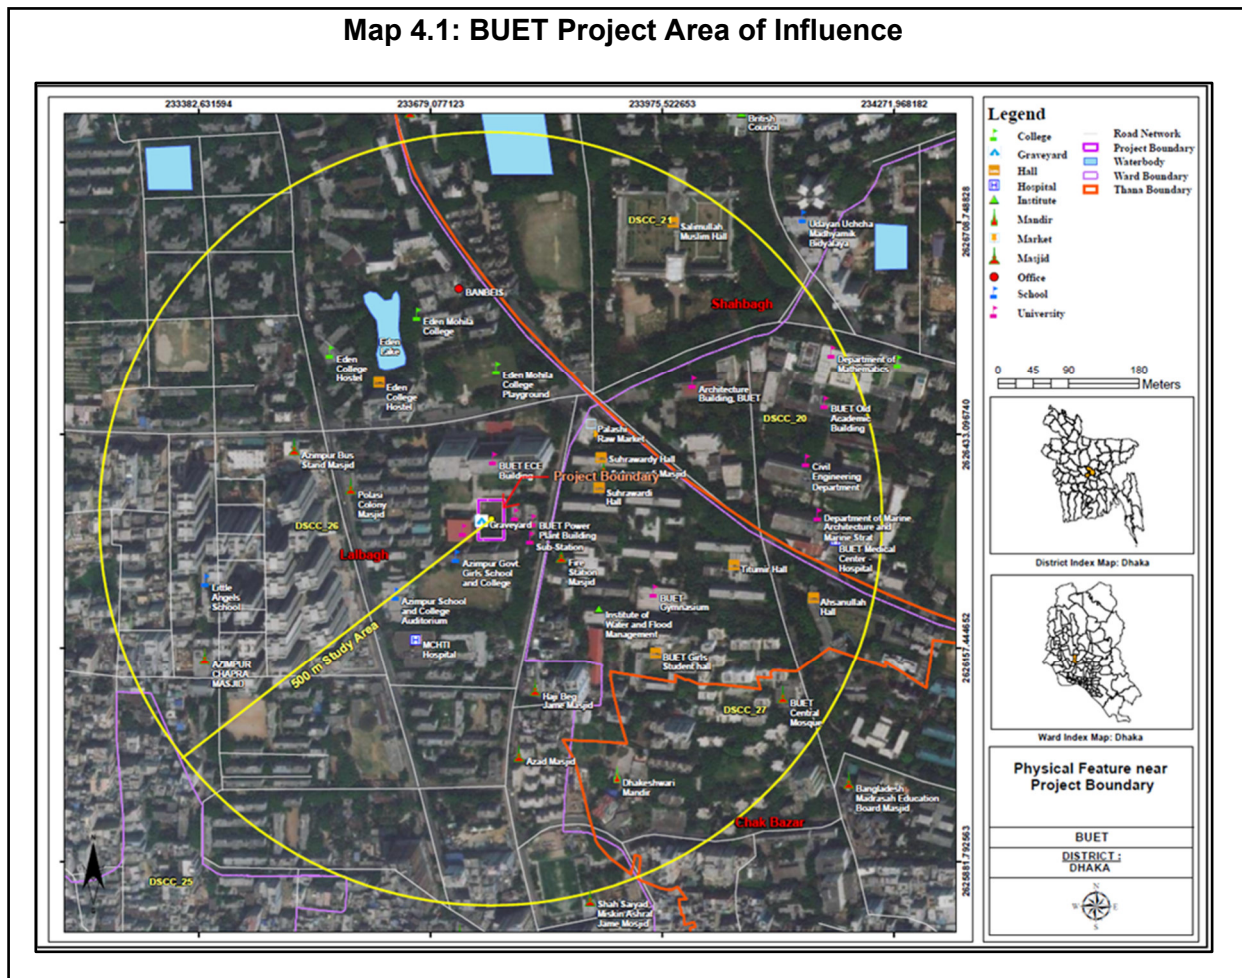 Map 4.1: BUET Project Area of Influence
233382,631594
233679,077123
233975,522653
234271,968182
2626708.748828
2626433.096740
2626157.444652
2625881.792563
British
Council
DSCC_21
Salimullah
Muslim Hall
Udayan Uchcha
Madhyamik
Bidyalaya
BANBEIS
Shahbagh
Eden Mohila
College
Eden
Lake
Eden
College
Hostel
Eden
College
Hostel
Eden Mohila
College
Playground
Department of
Mathematics
Architecture
Building, BUET
BUET Old
Academic
Building
DSCC_20
Palashi
Raw Market
Azimpur Bus
Stand Masjid
Suhrawardy Hall
Masjid
BUET ECE
Building
Project Boundary
Civil
Engineering
Department
Polasi
Colony
Masjid
Suhrawardi
Hall
DSCC_26
Graveyard
BUET Power
Plant Building
Sub-Station
Department of Marine
Architecture and
Marine Strat
BUET Medical
Center
Hospital
Lalbagh
Azimpur Govt.
Girls School
and College
Fire
Station
Masjid
Titumir Hall
Little
Angels
School
Azimpur School
and College
Auditorium
BUET
Gymnasium
Ahsanullah
Hall
Institute of
Water and Flood
Management
MCHTI
Hospital
500 m Study Area
BUET Girls
Student hall
AZIMPUR
CHAPRA
MASJID
Haji Beg
Jame Masjid
DSCC_27
BUET
Central
Mosque
Azad Masjid
Dhakeshwari
Mandir
Bangladesh
Madrasah Education
Board Masjid
Chak Bazar
DSCC_25
Shah Saiyad
Miskin Ashraf
Jame Mosjid
N
Legend
College
Graveyard
Hall
Hospital
Institute
Mandir
Market
Masjid
Office
School
University
Road Network
Project Boundary
Waterbody
Ward Boundary
Thana Boundary
0 45 90 180
Meters
District Index Map: Dhaka
Ward Index Map: Dhaka
Physical Feature near
Project Boundary
BUET
DISTRICT :
DHAKA
N
W E
S